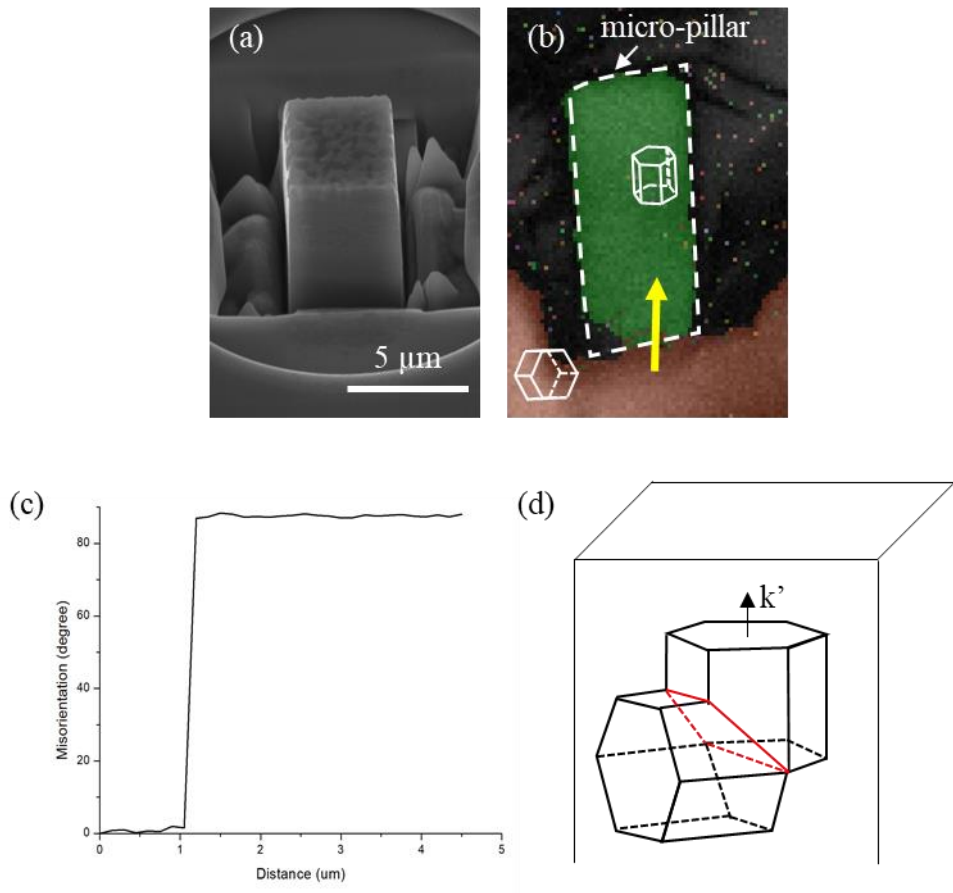 (a)
5 μm
(b)
micro-pillar
(c)
Misorientation (degree)
80
60
40
20
0
0
1
2
3
4
5
Distance (um)
(d)
k’